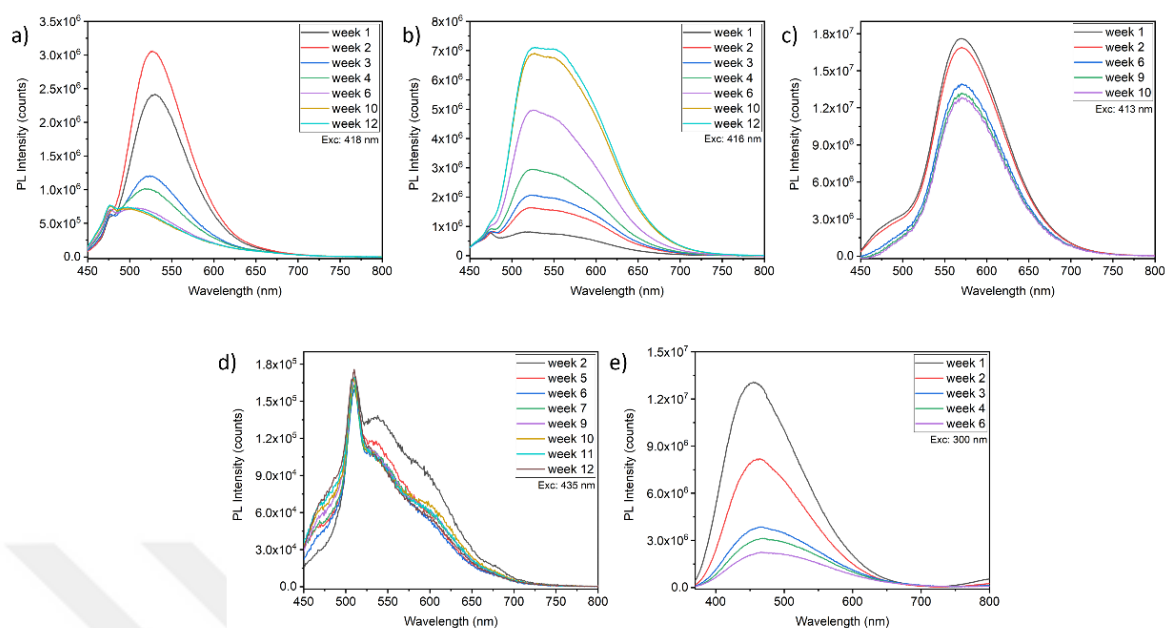 a)
3.5x10⁶
3.0x10⁶
2.5x10⁶
2.0x10⁶
1.5x10⁶
1.0x10⁶
5.0x10⁵
0.0
PL Intensity (counts)
450 500 550 600 650 700 750 800
Wavelength (nm)
week 1
week 2
week 3
week 4
week 6
week 10
week 12
Exc: 418 nm
b)
8x10⁶
7x10⁶
6x10⁶
5x10⁶
4x10⁶
3x10⁶
2x10⁶
1x10⁶
0
PL Intensity (counts)
450 500 550 600 650 700 750 800
Wavelength (nm)
week 1
week 2
week 3
week 4
week 6
week 10
week 12
Exc: 416 nm
c)
1.8x10⁷
1.5x10⁷
1.2x10⁷
9.0x10⁶
6.0x10⁶
3.0x10⁶
0.0
PL Intensity (counts)
450 500 550 600 650 700 750 800
Wavelength (nm)
week 1
week 2
week 6
week 9
week 10
Exc: 413 nm
d)
1.8x10⁵
1.5x10⁵
1.2x10⁵
9.0x10⁴
6.0x10⁴
3.0x10⁴
0.0
PL Intensity (counts)
450 500 550 600 650 700 750 800
Wavelength (nm)
week 2
week 5
week 6
week 7
week 9
week 10
week 11
week 12
Exc: 435 nm
e)
1.5x10⁷
1.2x10⁷
9.0x10⁶
6.0x10⁶
3.0x10⁶
0.0
PL Intensity (counts)
400 500 600 700 800
Wavelength (nm)
week 1
week 2
week 3
week 4
week 6
Exc: 300 nm